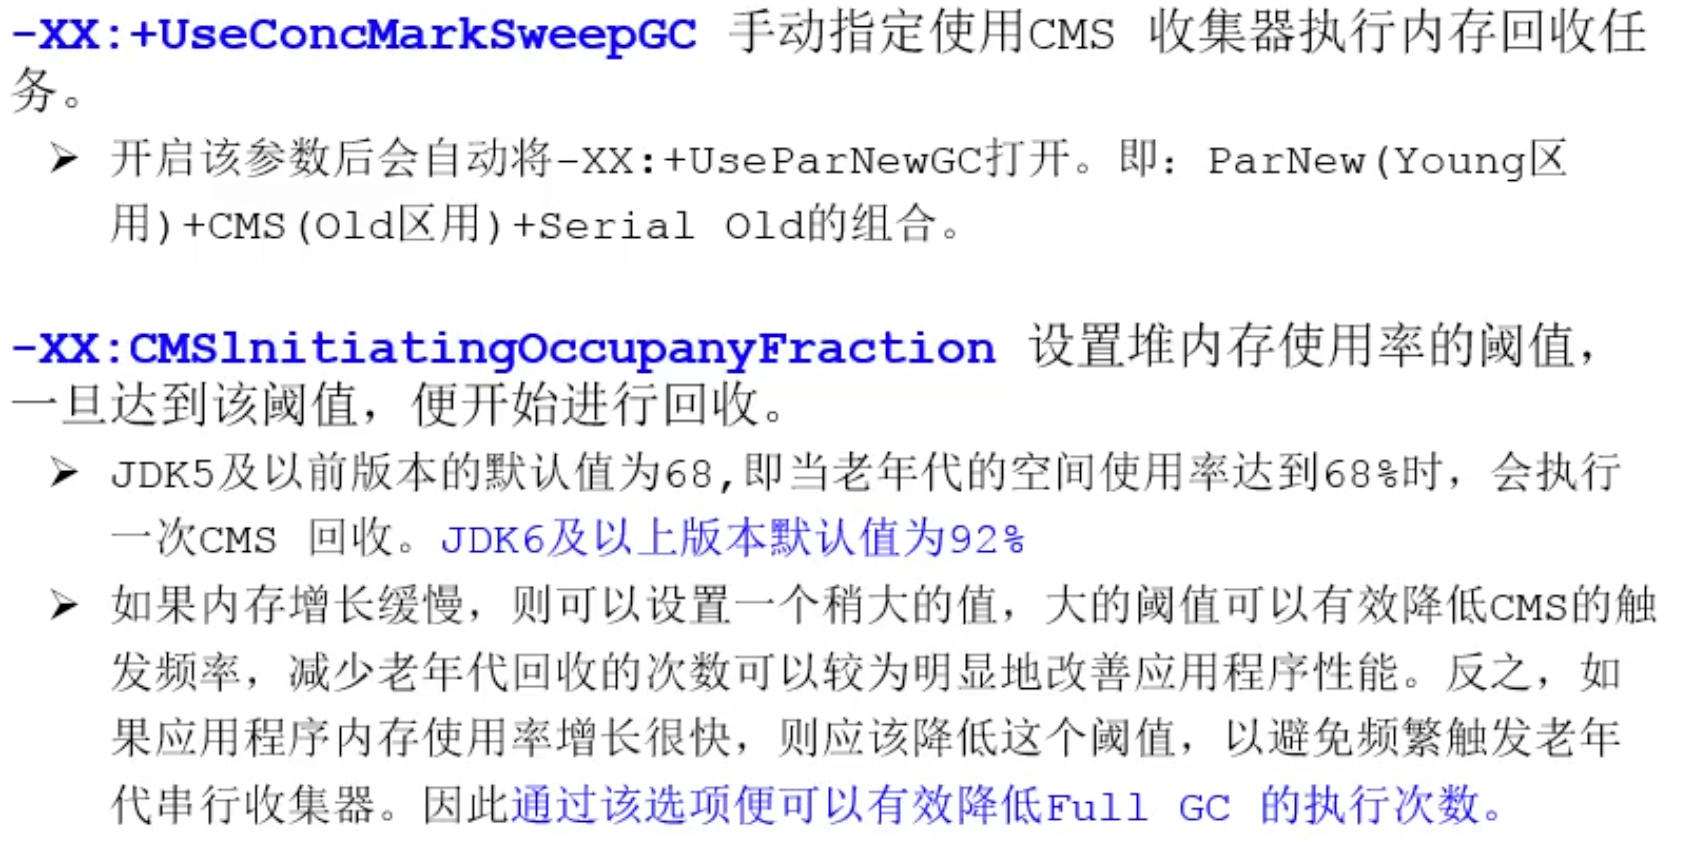 -XX:+UseConcMarkSweepGC 手动指定使用CMS 收集器执行内存回收任
务。
➢ 开启该参数后会自动将-XX:+UseParNewGC打开。即：ParNew(Young区
用)+CMS(Old区用)+Serial Old的组合。
-XX:CMSlnitiatingOccupanyFraction 设置堆内存使用率的阈值，
一旦达到该阈值，便开始进行回收。
➢ JDK5及以前版本的默认值为68,即当老年代的空间使用率达到68%时，会执行
一次CMS 回收。JDK6及以上版本默认值为92%
➢ 如果内存增长缓慢，则可以设置一个稍大的值，大的阈值可以有效降低CMS的触
发频率，减少老年代回收的次数可以较为明显地改善应用程序性能。反之，如
果应用程序内存使用率增长很快，则应该降低这个阈值，以避免频繁触发老年
代串行收集器。因此通过该选项便可以有效降低Full GC 的执行次数。